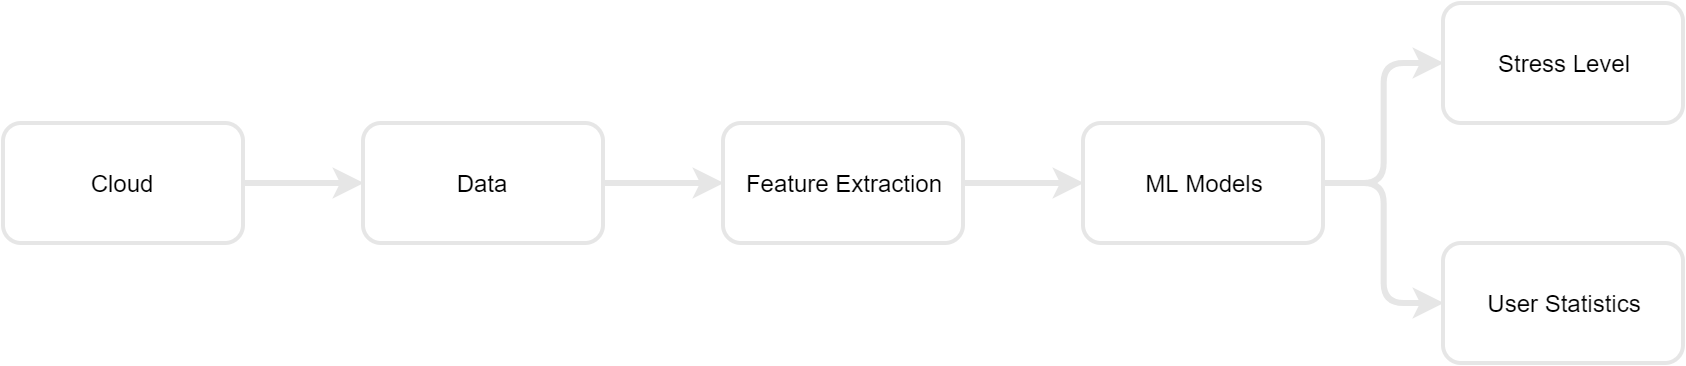 Cloud
Data
Feature Extraction
ML Models
Stress Level
User Statistics